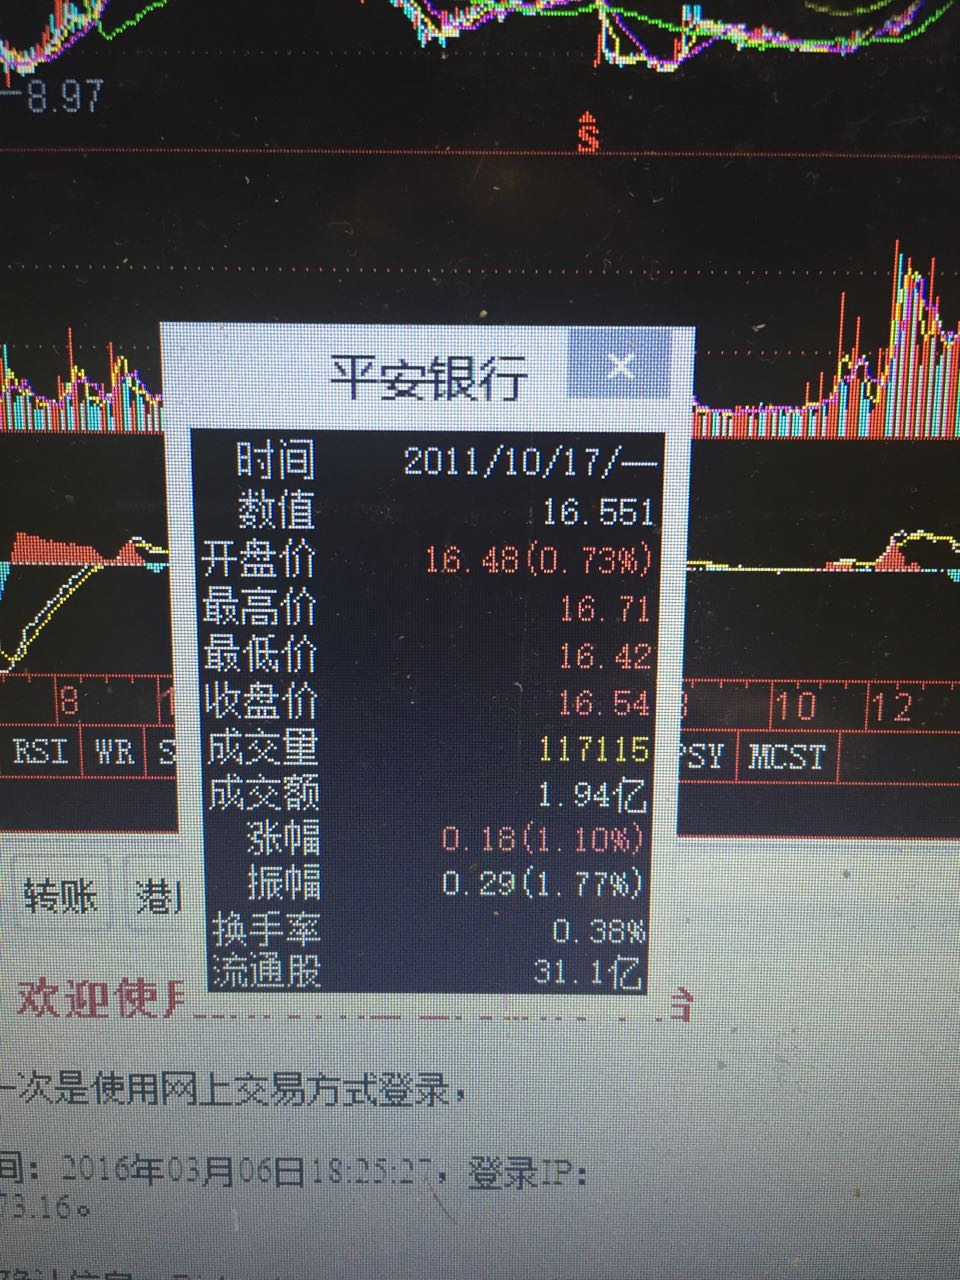 8.97
S
平安银行
×
时间 2011/10/17/一
数值 16.551
开盘价 16.48(0.73%)
最高价 16.71
最低价 16.42
收盘价 16.54
成交量 117115
成交额 1.94亿
涨幅 0.18(1.10%)
振幅 0.29(1.77%)
换手率 0.38%
流通股 31.1亿
8 10 12
RSI WR S PSY MCST
转账
欢迎使用
一次是使用网上交易方式登录，
间：2016年03月06日18:25:27，登录IP：
73.16。